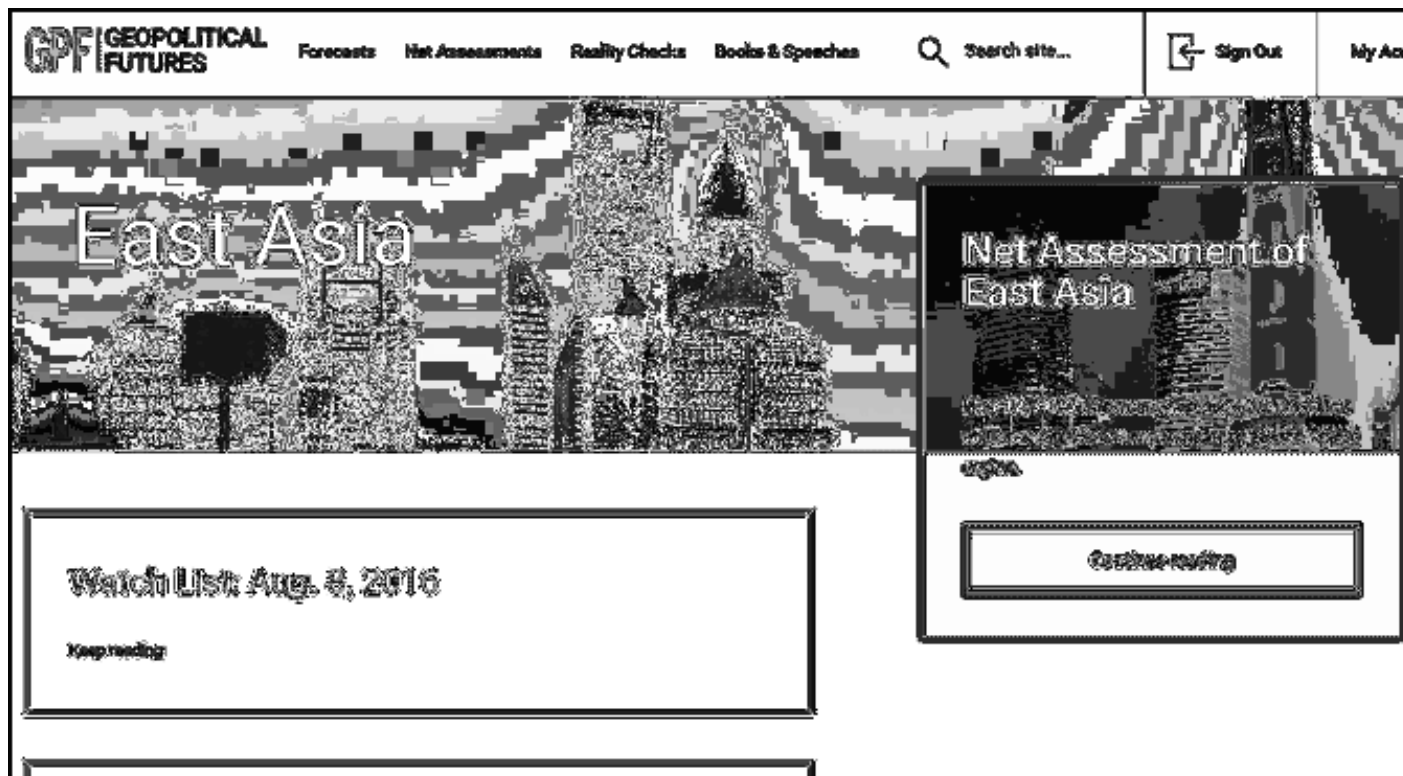 GPF GEOPOLITICAL
FUTURES
Forecasts
Net Assessments
Reality Checks
Books & Speeches
Search site...
Sign Out
My
East Asia
Net Assessment of
East Asia
Continue reading
Watch List: Aug. 8, 2016
Keep reading